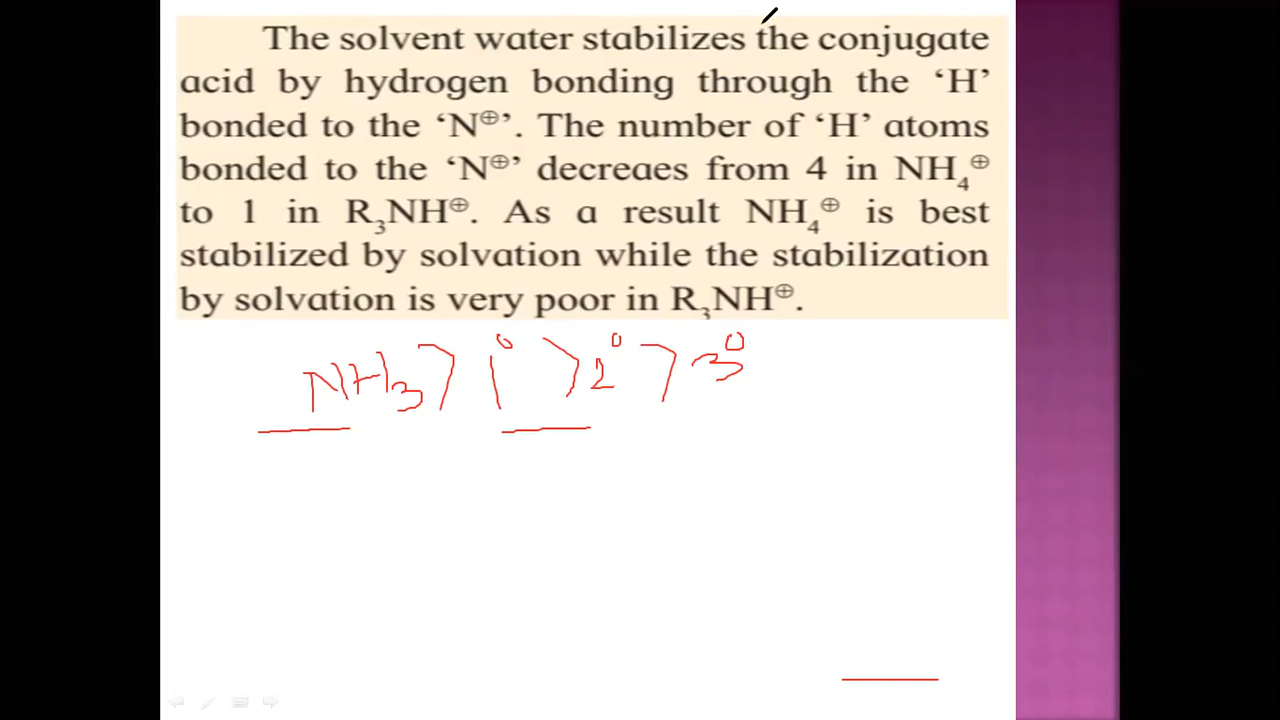 The solvent water stabilizes the conjugate
acid by hydrogen bonding through the ‘H’
bonded to the ‘N⊕’. The number of ‘H’ atoms
bonded to the ‘N⊕’ decreaes from 4 in NH₄⊕
to 1 in R₃NH⊕. As a result NH₄⊕ is best
stabilized by solvation while the stabilization
by solvation is very poor in R₃NH⊕.
NH₃ > 1° > 2° > 3°